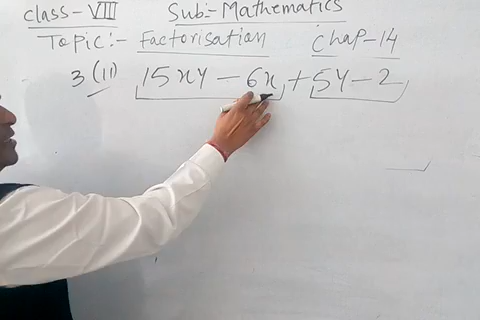 class - VIII Sub:- Mathematics
Topic:- Factorisation Chap-14
3 (11) 15xy - 6x + 5y - 2